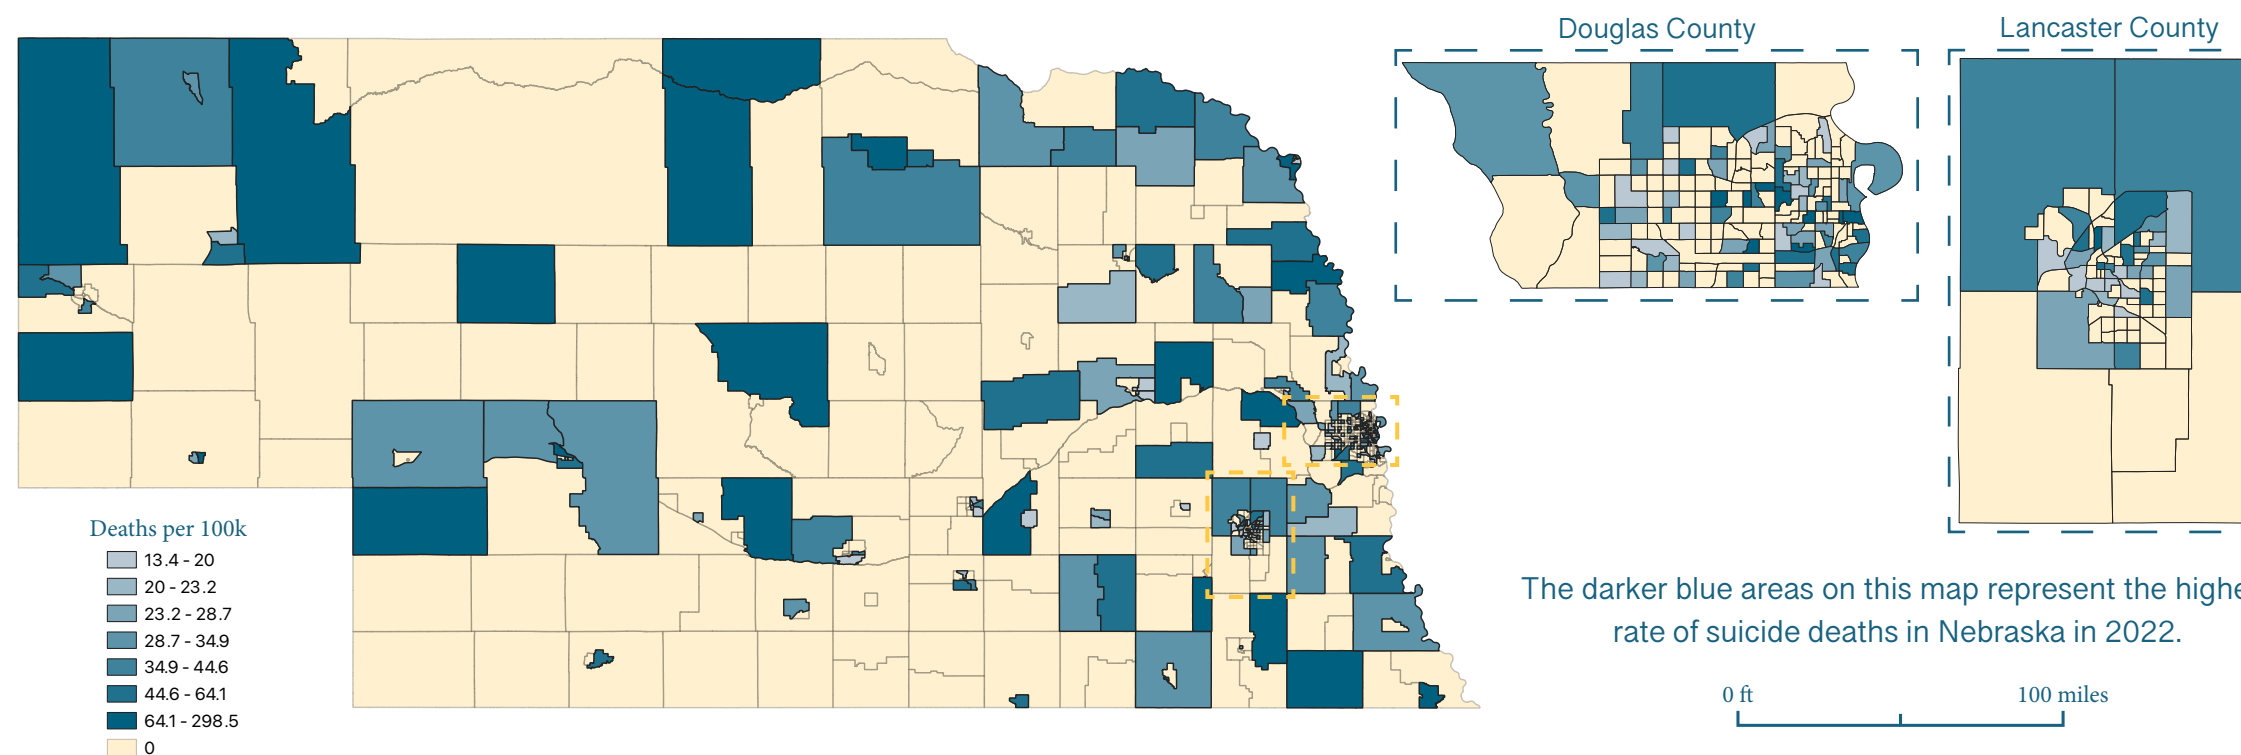 Douglas County
Lancaster County
Deaths per 100k
13.4 - 20
20 - 23.2
23.2 - 28.7
28.7 - 34.9
34.9 - 44.6
44.6 - 64.1
64.1 - 298.5
0
The darker blue areas on this map represent the highe
rate of suicide deaths in Nebraska in 2022.
0 ft
100 miles